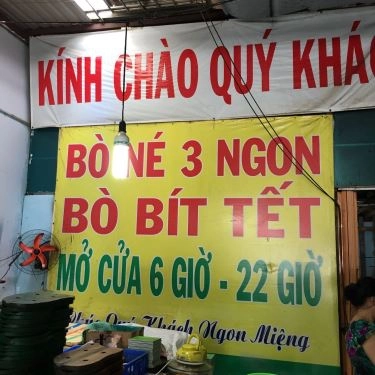 KÍNH CHÀO QUÝ KHÁC
BÒ NÉ 3 NGON
BÒ BÍT TẾT
MỞ CỬA 6 GIỜ - 22 GIỜ
Chúc Quý Khách Ngon Miệng